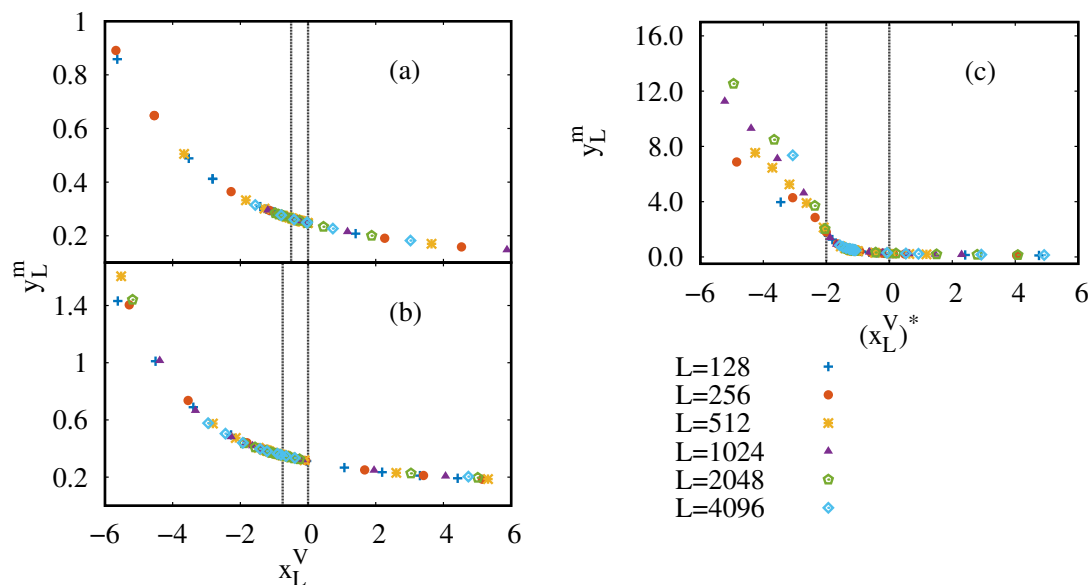 1
0.8
0.6
0.4
0.2
(a)
y_L^m
1.4
1
0.6
0.2
(b)
−6 −4 −2 0 2 4 6
x_L^V
16.0
12.0
8.0
4.0
0.0
(c)
y_L^m
−6 −4 −2 0 2 4 6
(x_L^V)^*
L=128
L=256
L=512
L=1024
L=2048
L=4096